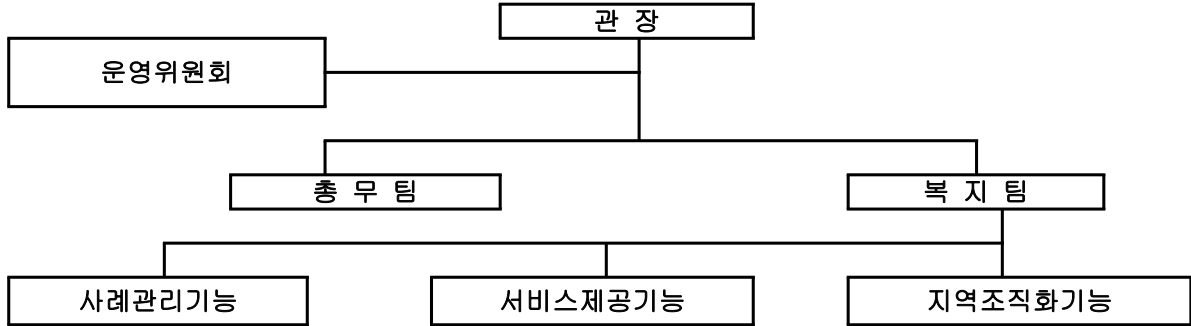 관 장
운영위원회
총 무 팀
복 지 팀
사례관리기능
서비스제공기능
지역조직화기능